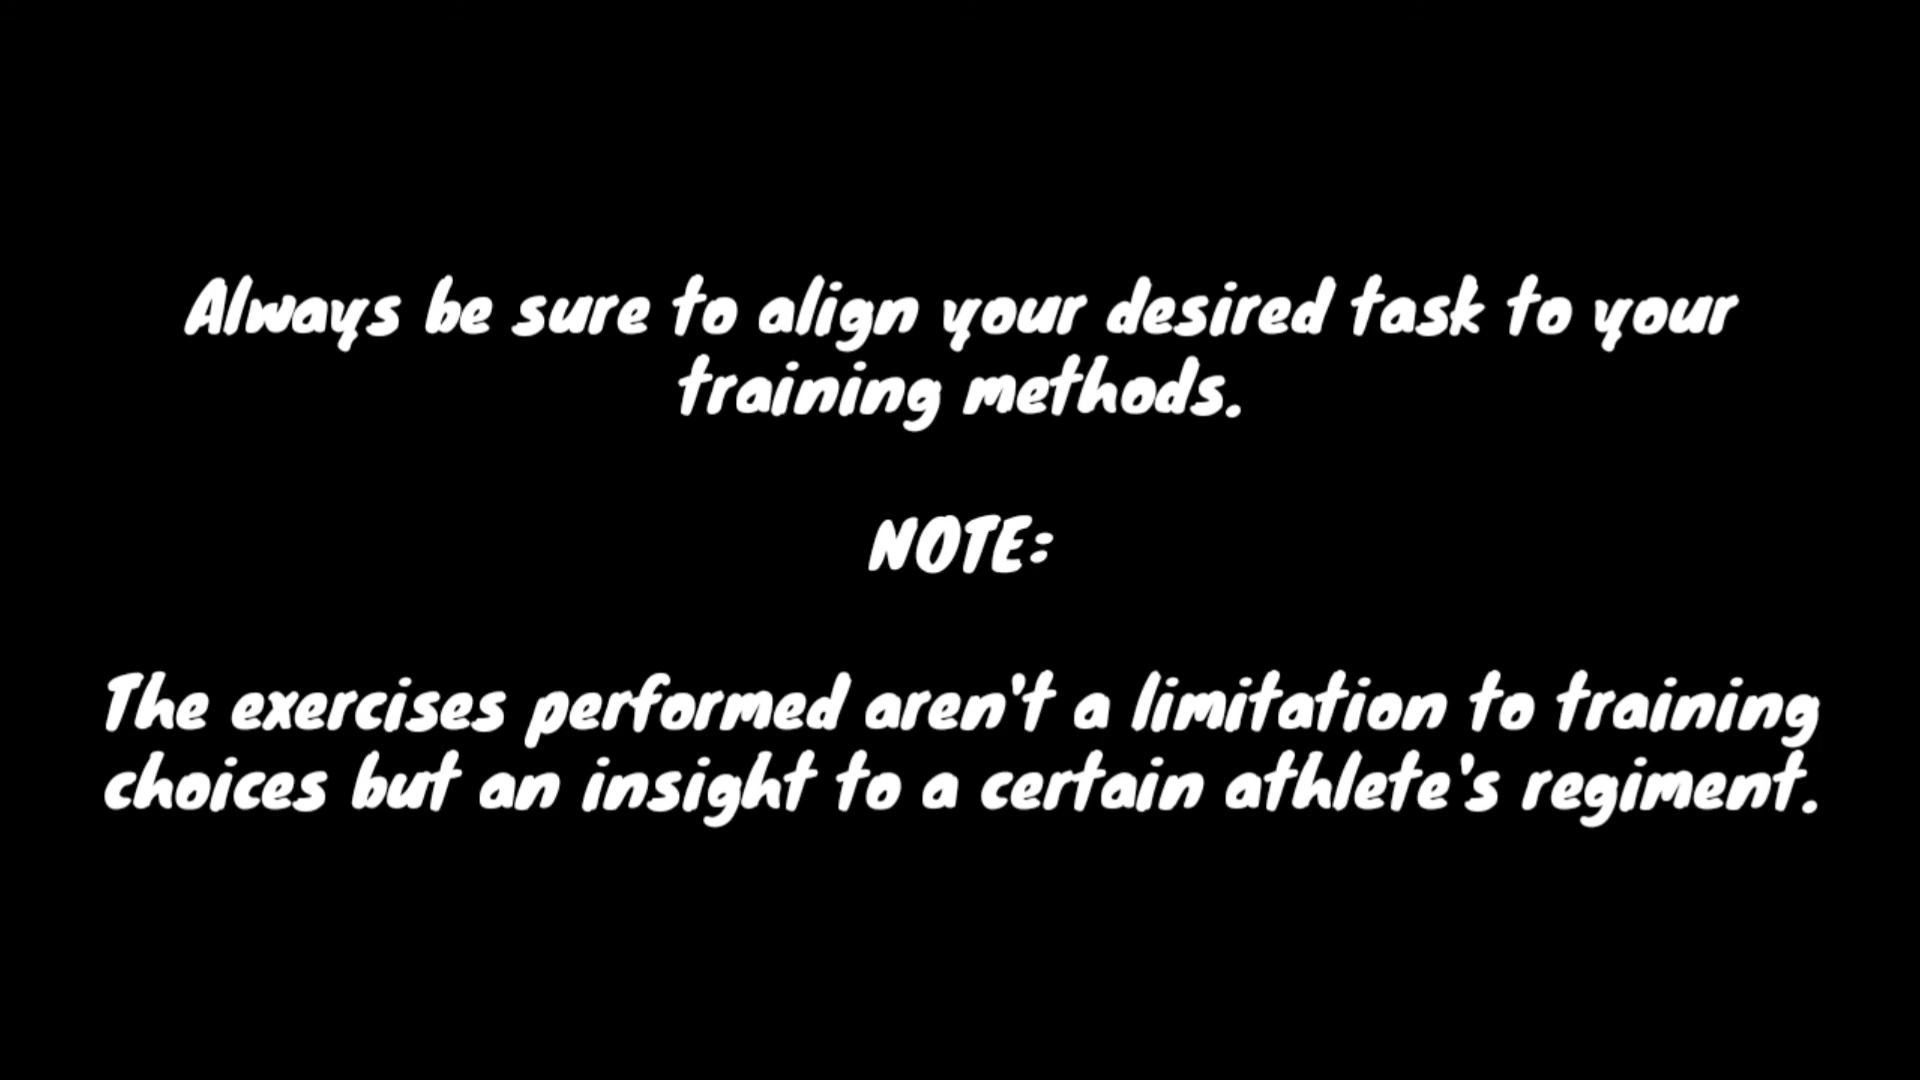 Always be sure to align your desired task to your
training methods.
NOTE:
The exercises performed aren't a limitation to training
choices but an insight to a certain athlete's regiment.